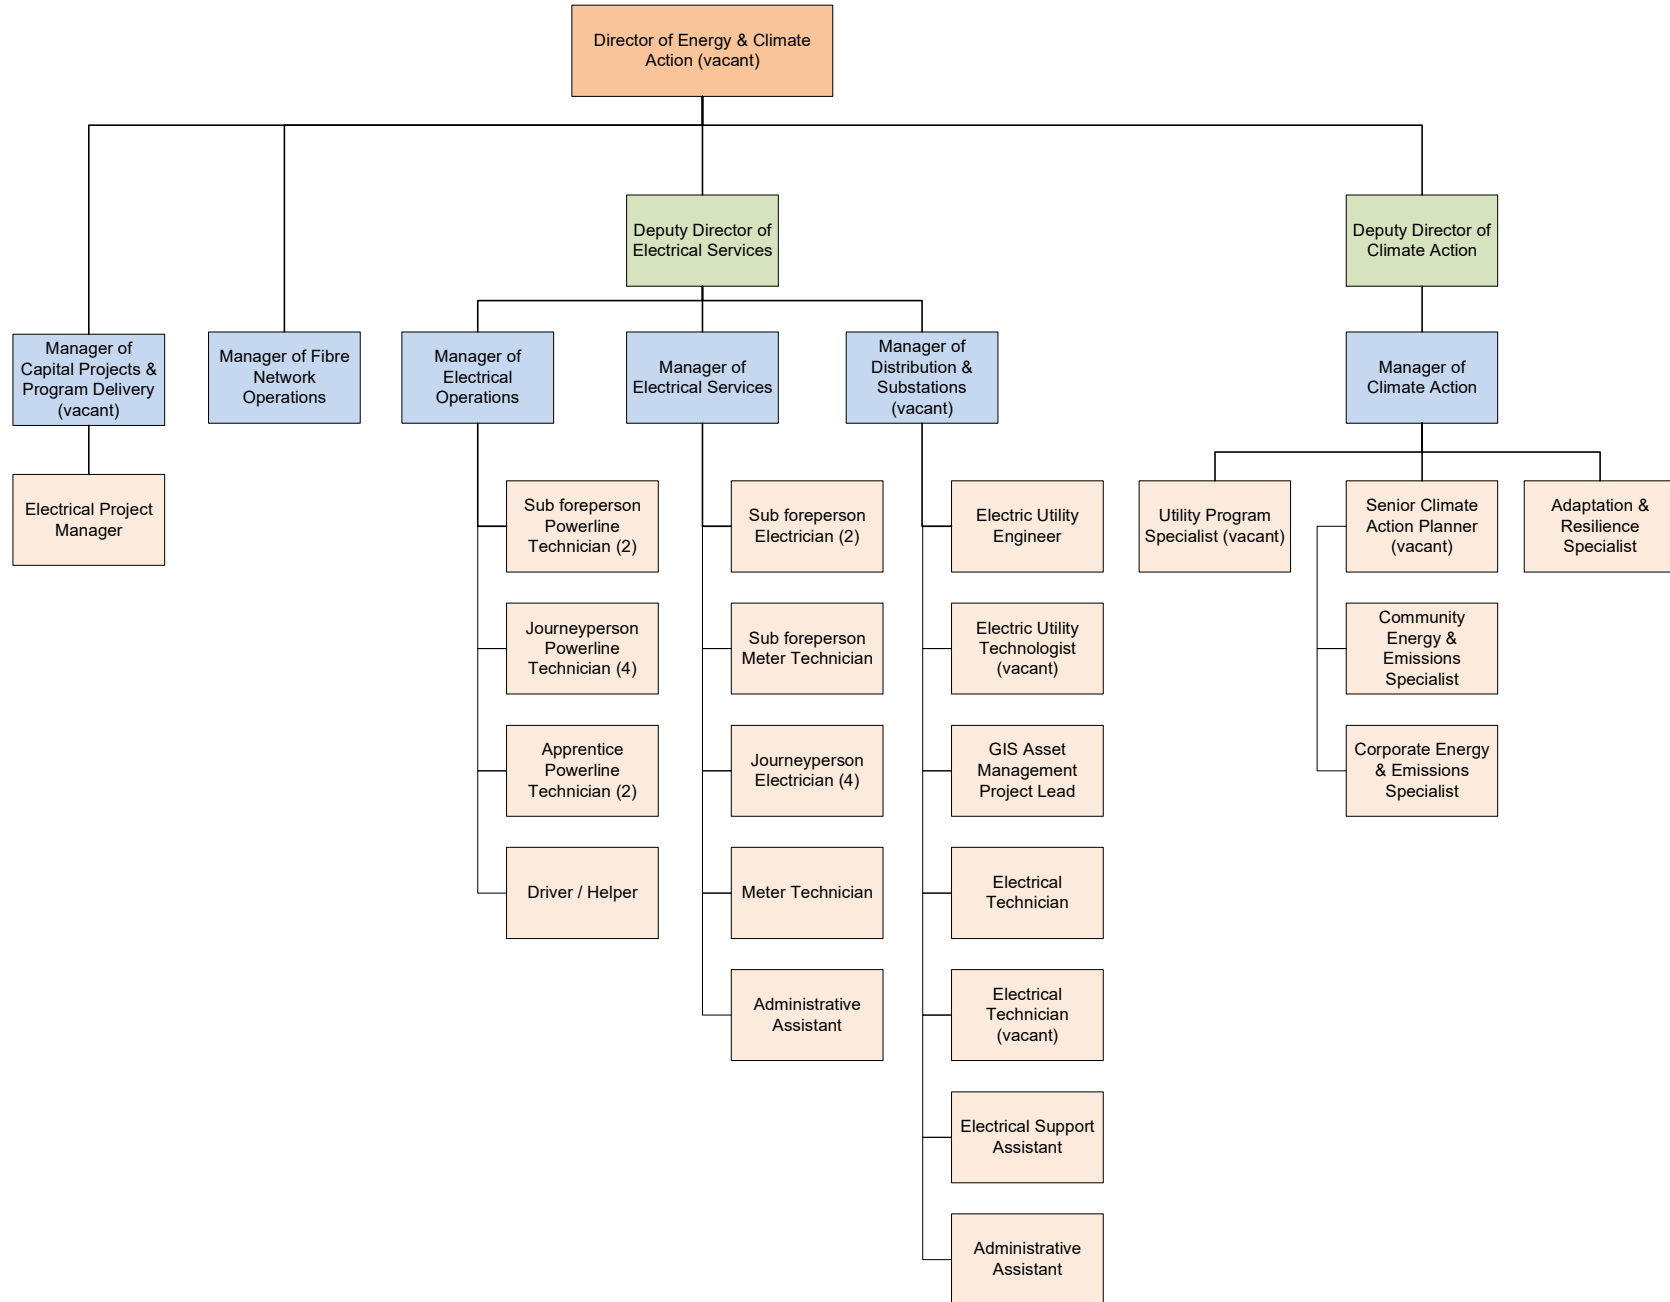 Director of Energy & Climate
Action (vacant)
Deputy Director of
Electrical Services
Deputy Director of
Climate Action
Manager of
Capital Projects &
Program Delivery
(vacant)
Manager of Fibre
Network
Operations
Manager of
Electrical
Operations
Manager of
Electrical Services
Manager of
Distribution &
Substations
(vacant)
Manager of
Climate Action
Electrical Project
Manager
Sub foreperson
Powerline
Technician (2)
Journeyperson
Powerline
Technician (4)
Apprentice
Powerline
Technician (2)
Driver / Helper
Sub foreperson
Electrician (2)
Sub foreperson
Meter Technician
Journeyperson
Electrician (4)
Meter Technician
Administrative
Assistant
Electric Utility
Engineer
Electric Utility
Technologist
(vacant)
GIS Asset
Management
Project Lead
Electrical
Technician
Electrical
Technician
(vacant)
Electrical Support
Assistant
Administrative
Assistant
Utility Program
Specialist (vacant)
Senior Climate
Action Planner
(vacant)
Community
Energy &
Emissions
Specialist
Corporate Energy
& Emissions
Specialist
Adaptation &
Resilience
Specialist